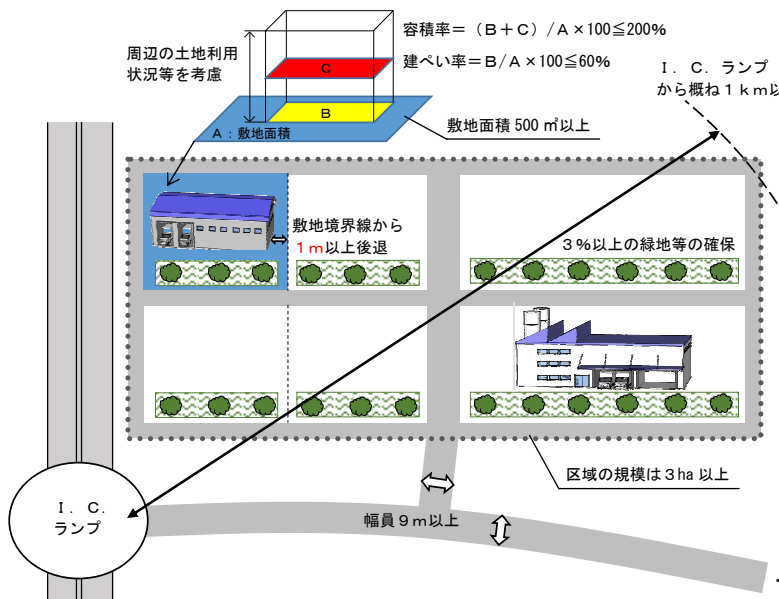 容積率＝（Ｂ＋Ｃ）/Ａ×100≦200%
周辺の土地利用
状況等を考慮
建ぺい率＝Ｂ/Ａ×100≦60%
Ｃ
Ｂ
Ａ：敷地面積
敷地面積 500 ㎡以上
Ｉ．Ｃ．ランプ
から概ね１ｋｍ以
敷地境界線から
１ｍ以上後退
３％以上の緑地等の確保
区域の規模は３ha 以上
Ｉ．Ｃ．
ランプ
幅員９ｍ以上